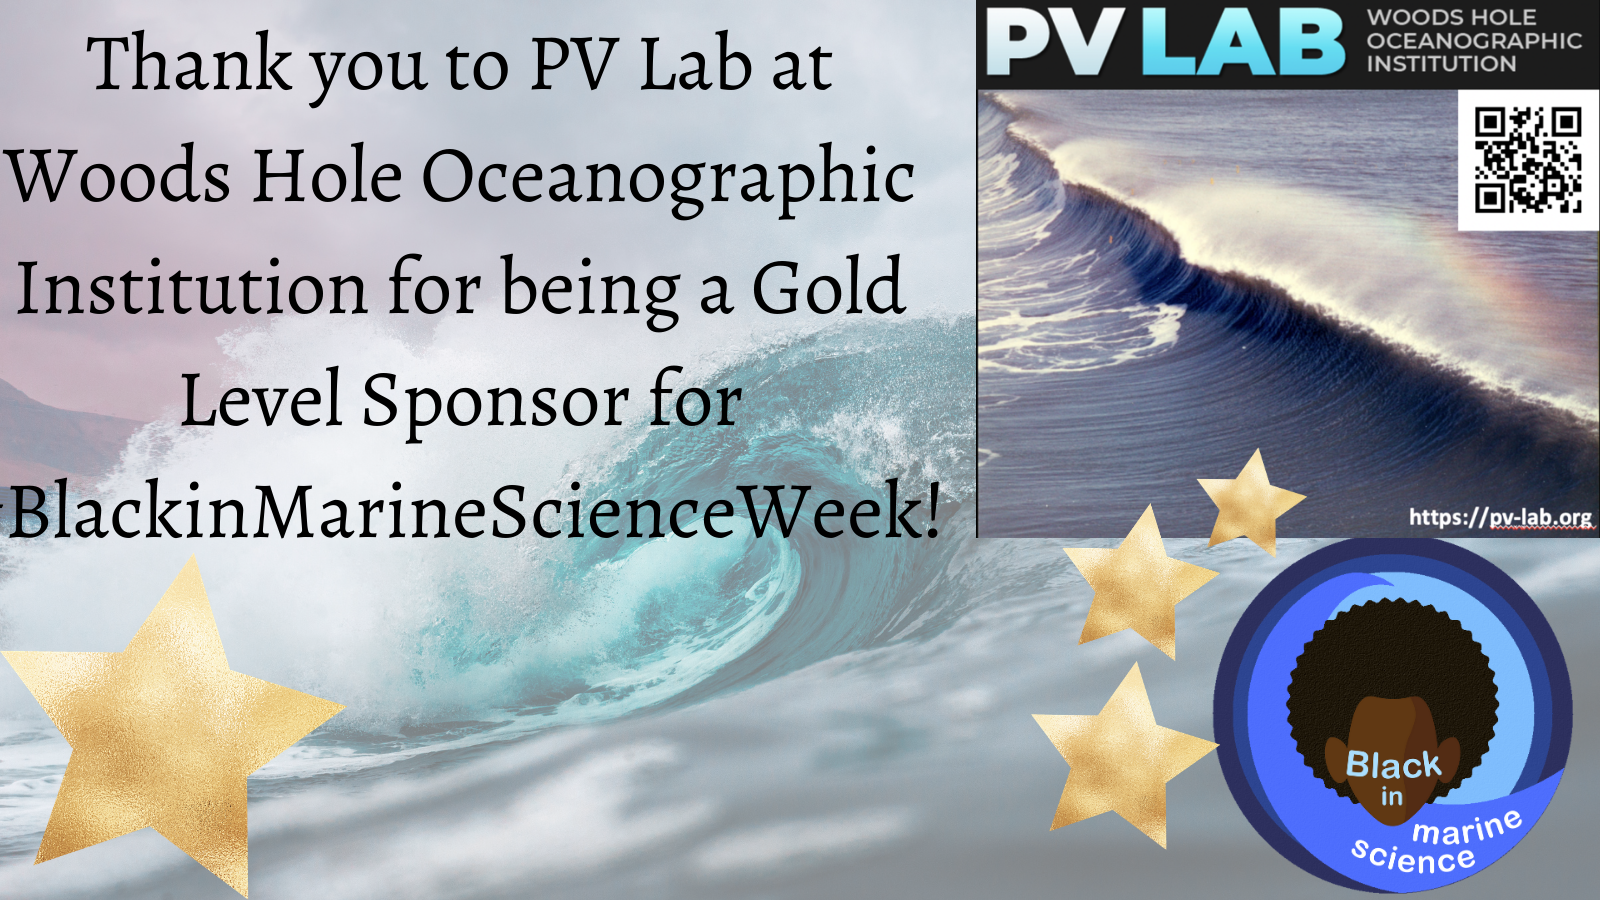 Thank you to PV Lab at
Woods Hole Oceanographic
Institution for being a Gold
Level Sponsor for
BlackinMarineScienceWeek!
PV LAB
WOODS HOLE
OCEANOGRAPHIC
INSTITUTION
https://pv-lab.org
Black
in
marine
science